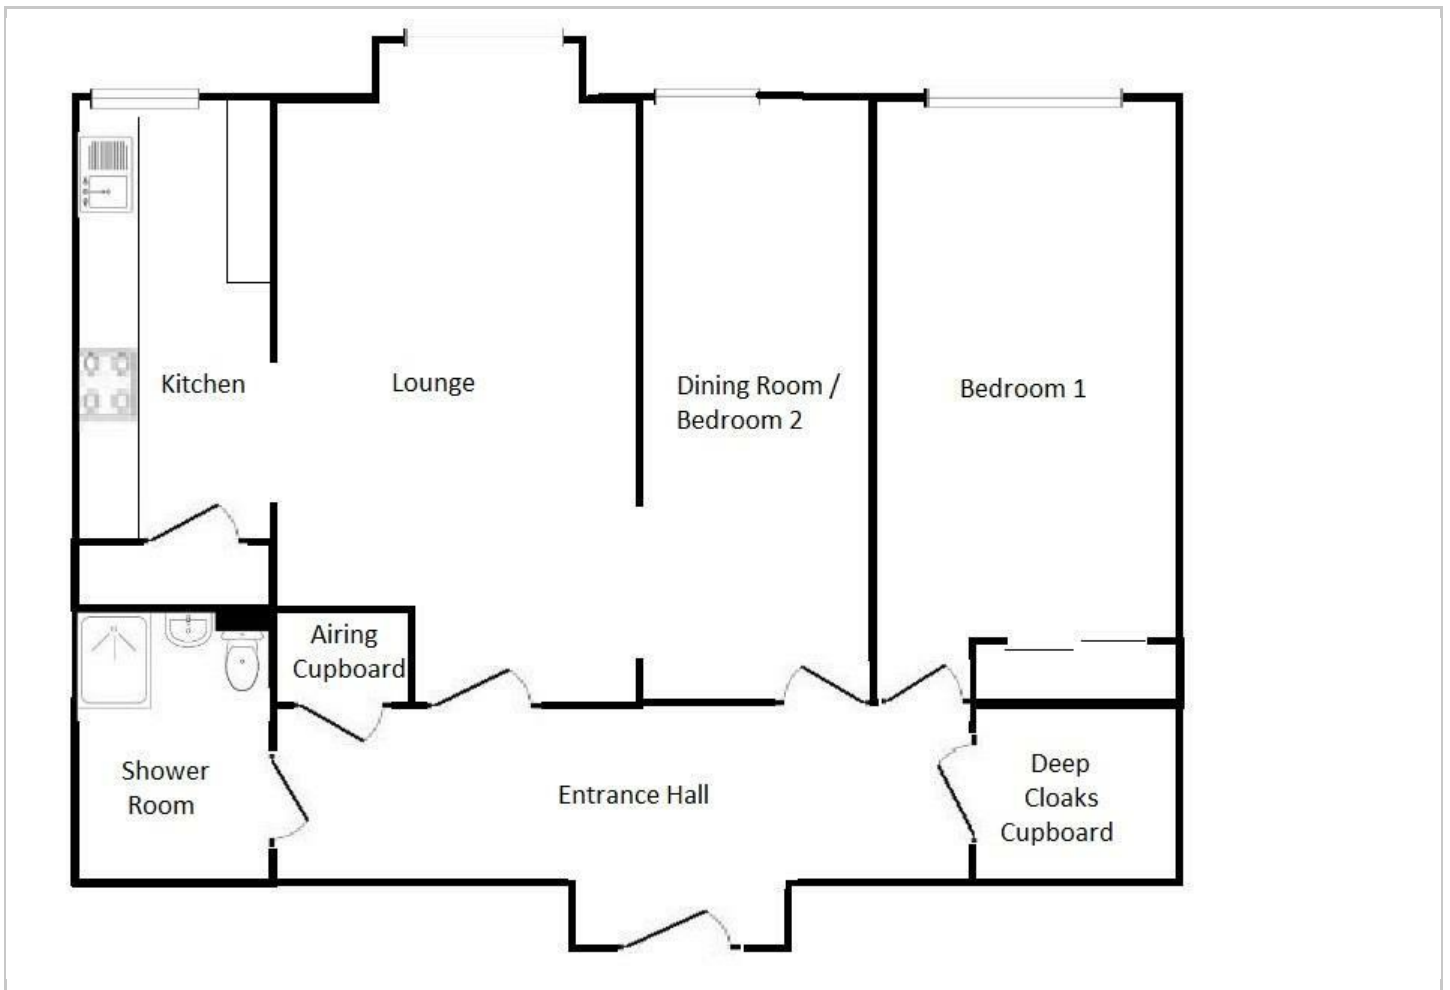 Kitchen
Lounge
Dining Room /
Bedroom 2
Bedroom 1
Airing
Cupboard
Shower
Room
Entrance Hall
Deep
Cloaks
Cupboard